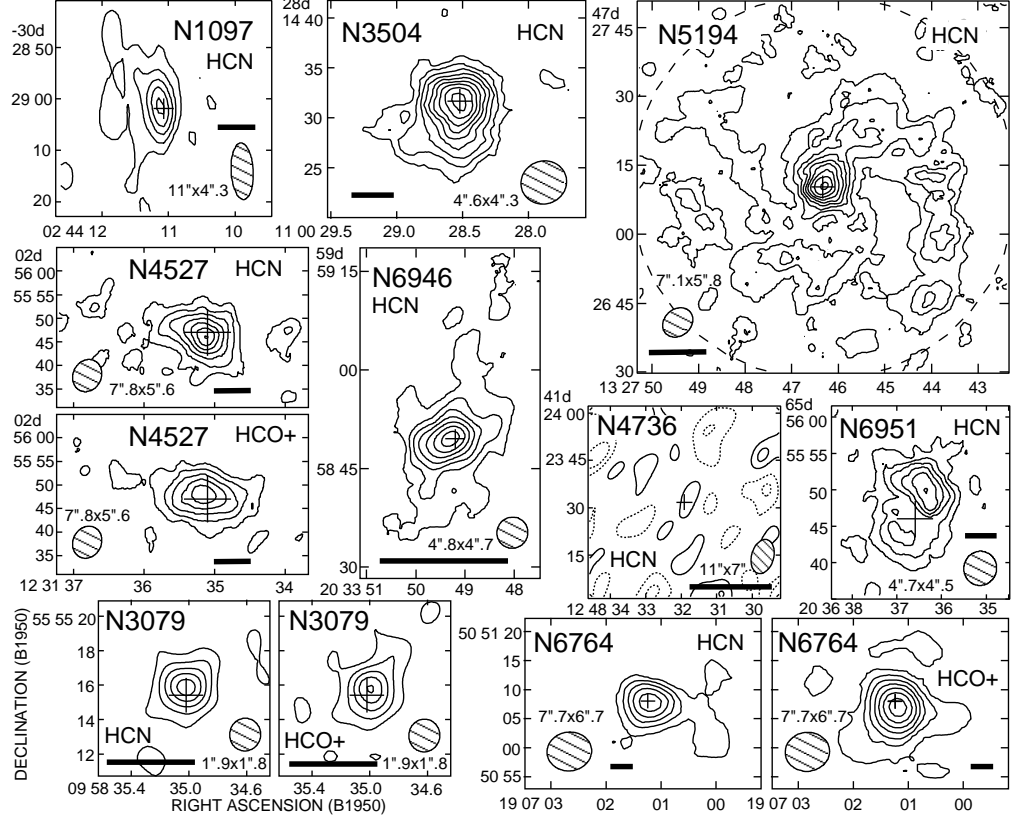 N1097
HCN
-30d
28 50
29 00
10
20
11"x4".3
02 44 12
11
10
11 00
N3504
HCN
28d
14 40
35
30
25
4".6x4".3
29.5
29.0
28.5
28.0
N5194
HCN
47d
27 45
30
15
00
26 45
30
7".1x5".8
13 27 50
49
48
47
46
45
44
43
N4527
HCN
02d
56 00
55 55
50
45
40
35
7".8x5".6
N4527
HCO+
02d
56 00
55 55
50
45
40
35
7".8x5".6
12 31 37
36
35
34
N6946
HCN
59d
59 15
00
58 45
30
4".8x4".7
20 33 51
50
49
48
N4736
HCN
41d
24 00
23 45
30
15
11"x7"
12 48 34
33
32
31
30
N6951
HCN
65d
55
50
45
40
4".7x4".5
20 36 38
37
36
35
N3079
HCN
55 55 20
18
16
14
12
1".9x1".8
09 58 35.4
35.0
34.6
N3079
HCO+
1".9x1".8
35.4
35.0
34.6
DECLINATION (B1950)
RIGHT ASCENSION (B1950)
N6764
HCN
50 51 20
15
10
05
00
50 55
7".7x6".7
19 07 03
02
01
00
N6764
HCO+
7".7x6".7
19 07 03
02
01
00